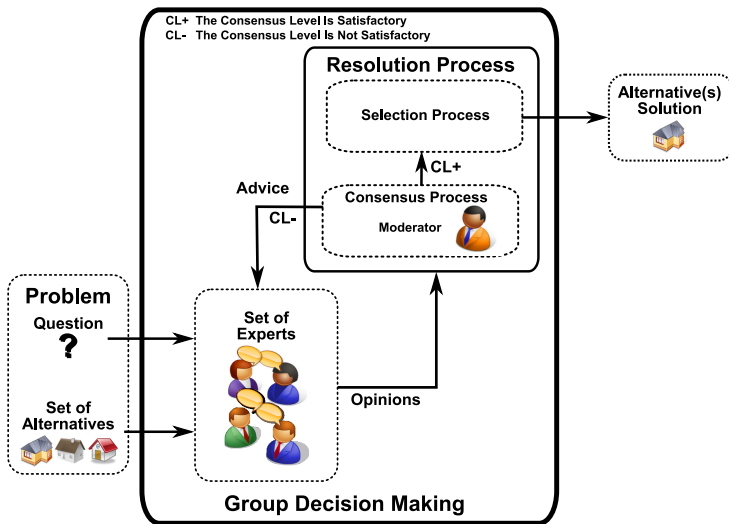 CL+ The Consensus Level Is Satisfactory
CL- The Consensus Level Is Not Satisfactory
Resolution Process
Selection Process
CL+
Consensus Process
Moderator
Advice
CL-
Alternative(s)
Solution
Problem
Question
?
Set of
Alternatives
Set of
Experts
Opinions
Group Decision Making